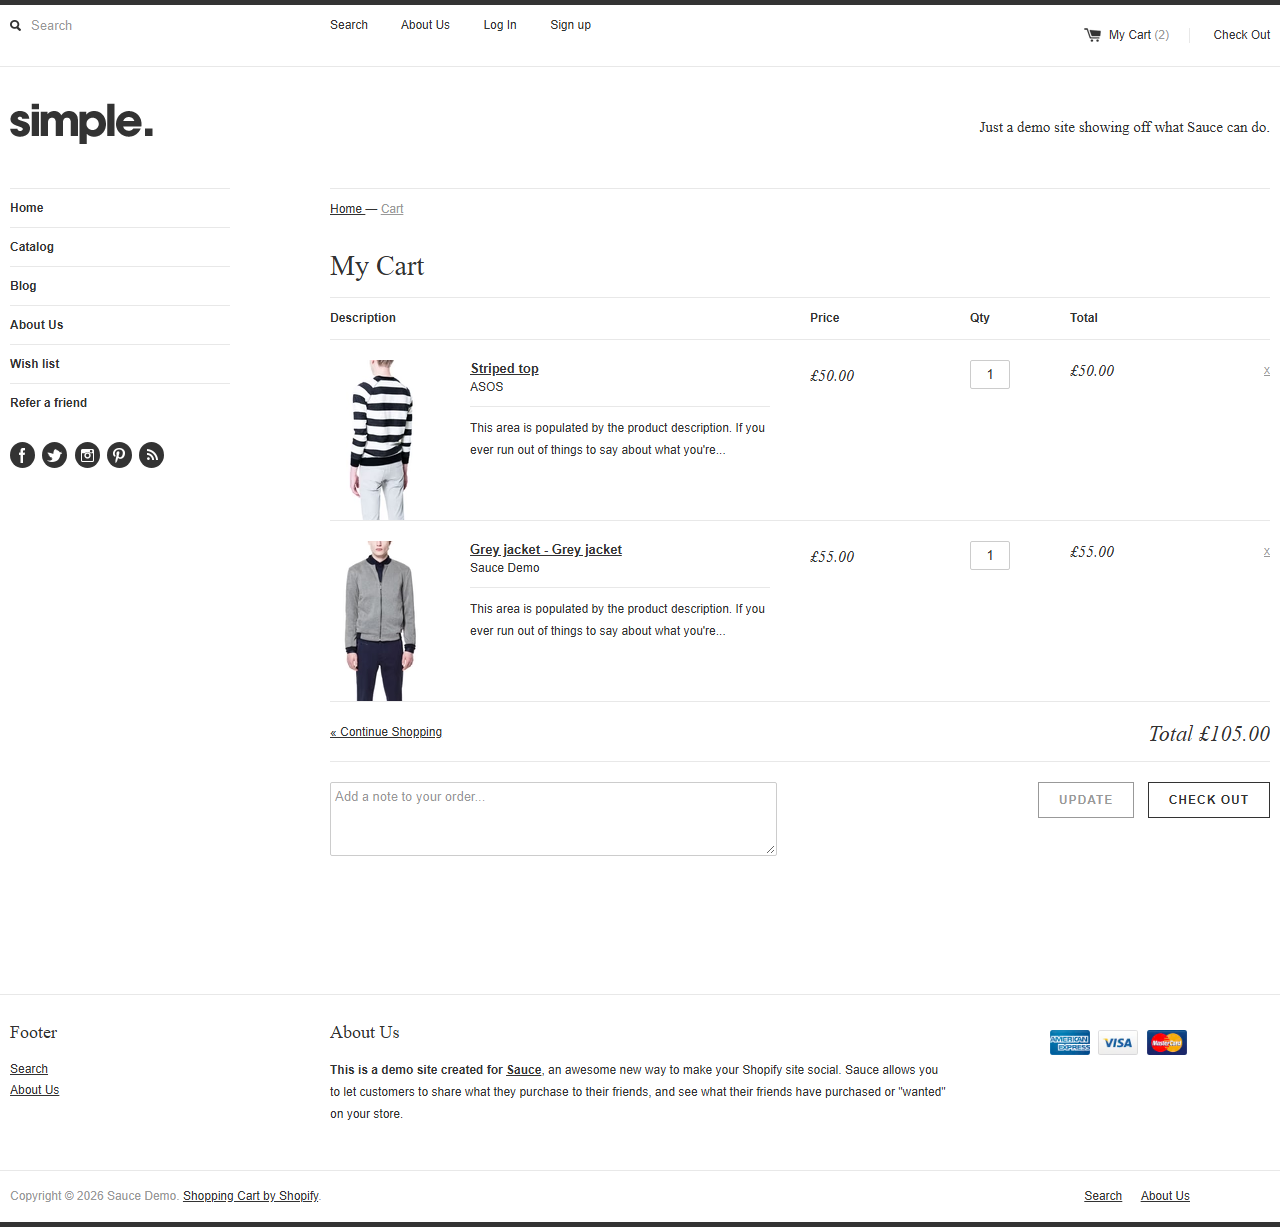 Search
Search About Us Log In Sign up
My Cart (2) Check Out
simple.
Just a demo site showing off what Sauce can do.
Home
Catalog
Blog
About Us
Wish list
Refer a friend
Home — Cart
My Cart
Description Price Qty Total
Striped top
ASOS
This area is populated by the product description. If you
ever run out of things to say about what you're...
£50.00 1 £50.00 x
Grey jacket - Grey jacket
Sauce Demo
This area is populated by the product description. If you
ever run out of things to say about what you're...
£55.00 1 £55.00 x
« Continue Shopping
Total £105.00
Add a note to your order...
UPDATE CHECK OUT
Footer
Search
About Us
About Us
This is a demo site created for Sauce, an awesome new way to make your Shopify site social. Sauce allows you
to let customers to share what they purchase to their friends, and see what their friends have purchased or "wanted"
on your store.
AMERICAN EXPRESS VISA MasterCard
Copyright © 2026 Sauce Demo. Shopping Cart by Shopify.
Search About Us